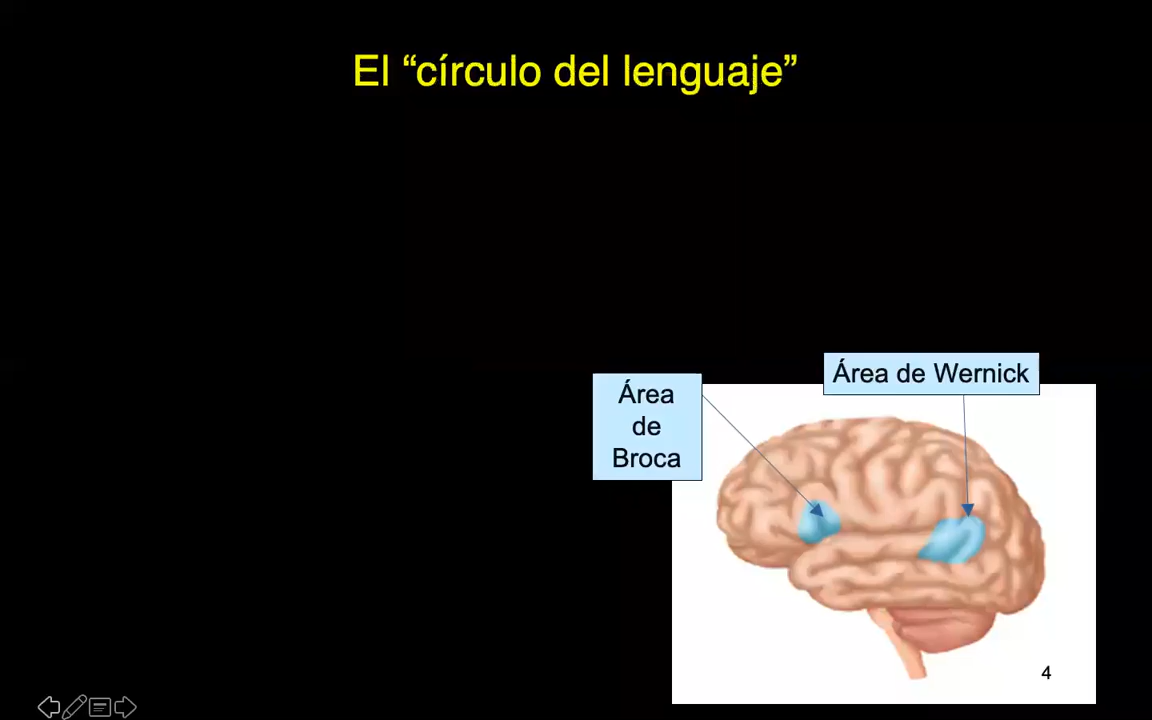 El “círculo del lenguaje”
Área de Wernick
Área
de
Broca
4